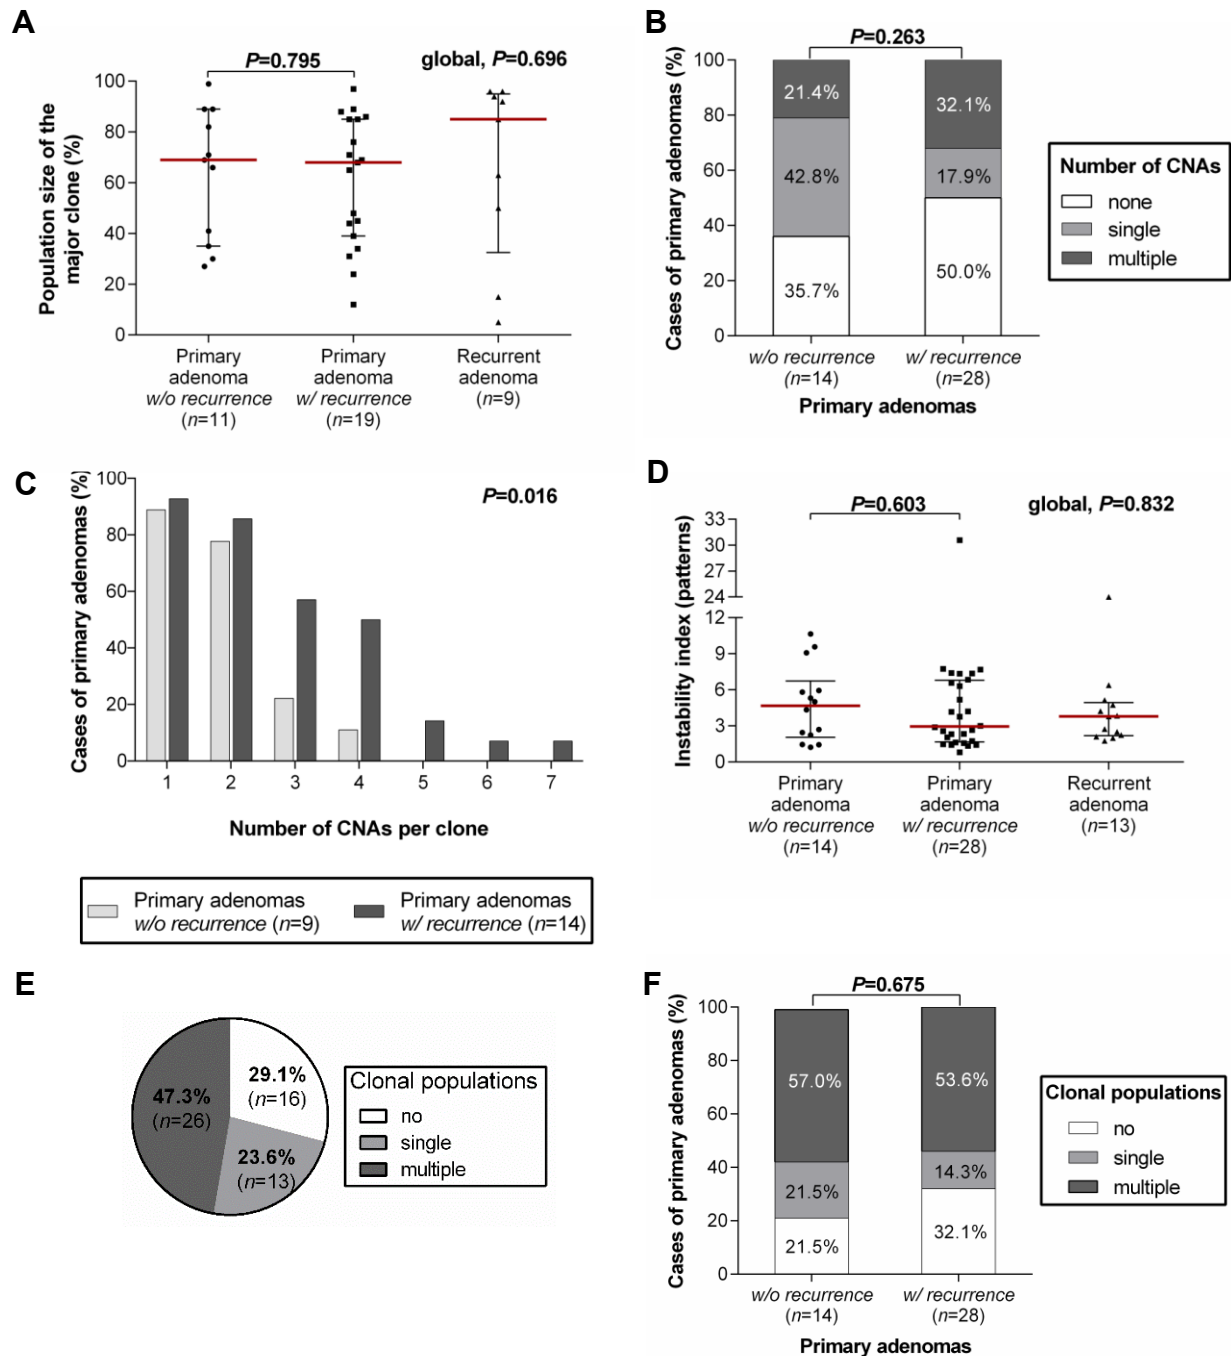 A
P=0.795
global, P=0.696
Population size of the
major clone (%)
100
80
60
40
20
0
Primary
adenoma
w/o recurrence
(n=11)
Primary
adenoma
w/ recurrence
(n=19)
Recurrent
adenoma
(n=9)
B
P=0.263
Cases of primary adenomas (%)
100
80
60
40
20
0
21.4%
42.8%
35.7%
32.1%
17.9%
50.0%
w/o recurrence
(n=14)
w/ recurrence
(n=28)
Primary adenomas
Number of CNAs
none
single
multiple
C
P=0.016
Cases of primary adenomas (%)
100
80
60
40
20
0
1 2 3 4 5 6 7
Number of CNAs per clone
Primary adenomas
w/o recurrence (n=9)
Primary adenomas
w/ recurrence (n=14)
D
P=0.603
global, P=0.832
Instability index (patterns)
33
30
27
24
12
9
6
3
0
Primary
adenoma
w/o recurrence
(n=14)
Primary
adenoma
w/ recurrence
(n=28)
Recurrent
adenoma
(n=13)
E
29.1%
(n=16)
47.3%
(n=26)
23.6%
(n=13)
Clonal populations
no
single
multiple
F
P=0.675
Cases of primary adenomas (%)
100
80
60
40
20
0
57.0%
21.5%
21.5%
53.6%
14.3%
32.1%
w/o recurrence
(n=14)
w/ recurrence
(n=28)
Primary adenomas
Clonal populations
no
single
multiple